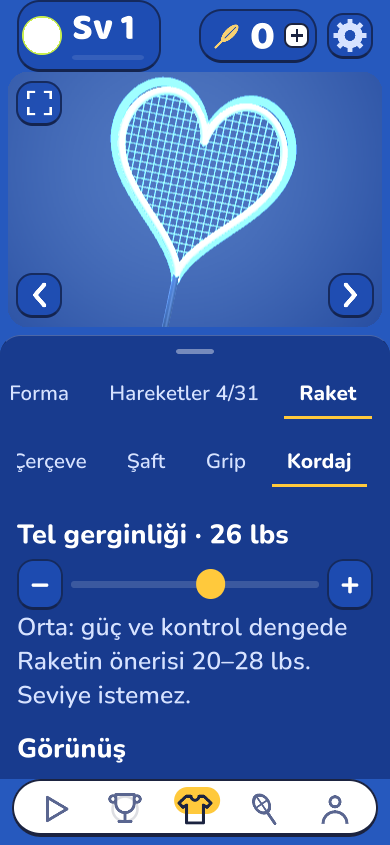 Sv 1
0
Forma Hareketler 4/31 Raket
Çerçeve Şaft Grip Kordaj
Tel gerginliği · 26 lbs
Orta: güç ve kontrol dengede
Raketin önerisi 20–28 lbs.
Seviye istemez.
Görünüş